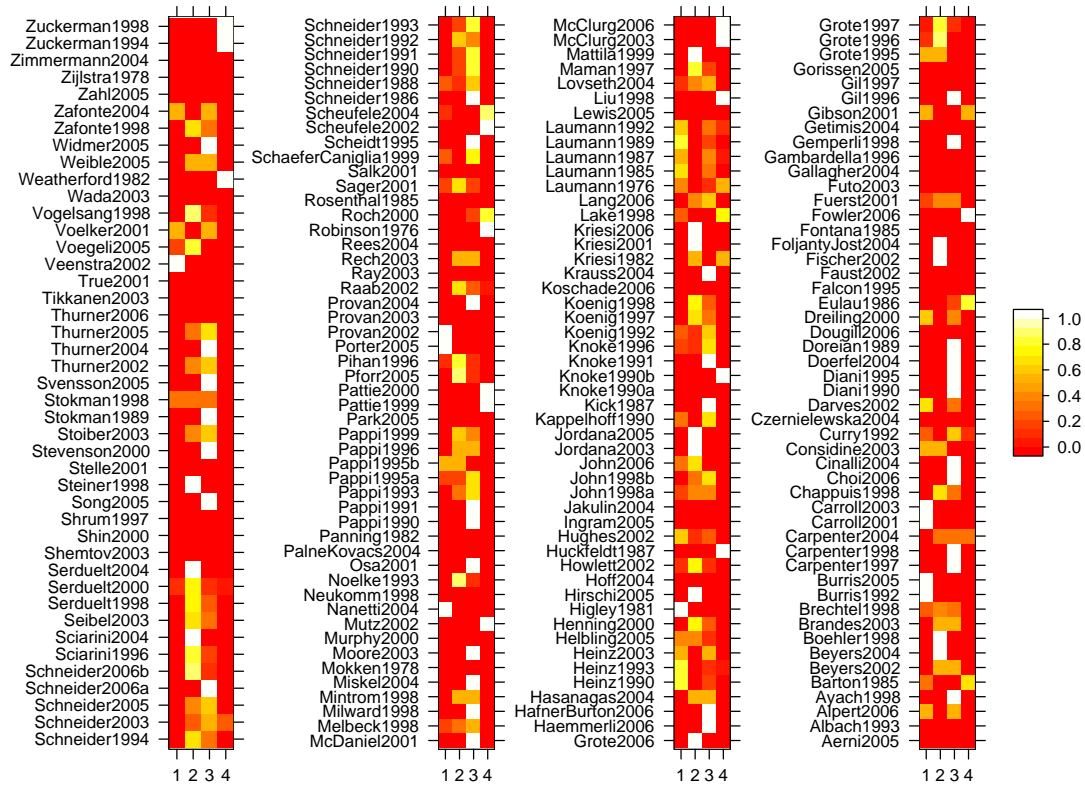 Zuckerman1998
Zuckerman1994
Zimmermann2004
Zijlstra1978
Zahl2005
Zafonte2004
Zafonte1998
Widmer2005
Weible2005
Weatherford1982
Wada2003
Vogelsang1998
Voelker2001
Voegeli2005
Veenstra2002
True2001
Tikkanen2003
Thurner2006
Thurner2005
Thurner2004
Thurner2002
Svensson2005
Stokman1998
Stokman1989
Stoiber2003
Stevenson2000
Stelle2001
Steiner1998
Song2005
Shrum1997
Shin2000
Shemtov2003
Serduelt2004
Serduelt2000
Serduelt1998
Seibel2003
Sciarini2004
Sciarini1996
Schneider2006b
Schneider2006a
Schneider2005
Schneider2003
Schneider1994
1 2 3 4
Schneider1993
Schneider1992
Schneider1991
Schneider1990
Schneider1988
Schneider1986
Scheufele2004
Scheufele2002
Scheidt1995
SchaeferCaniglia1999
Salk2001
Sager2001
Rosenthal1985
Roch2000
Robinson1976
Rees2004
Rech2003
Ray2003
Raab2002
Provan2004
Provan2003
Provan2002
Porter2005
Pihan1996
Pforr2005
Pattie2000
Pattie1999
Park2005
Pappi1999
Pappi1996
Pappi1995b
Pappi1995a
Pappi1993
Pappi1991
Pappi1990
Panning1982
PalneKovacs2004
Osa2001
Noelke1993
Neukomm1998
Nanetti2004
Mutz2002
Murphy2000
Moore2003
Mokken1978
Miskel2004
Mintrom1998
Milward1998
Melbeck1998
McDaniel2001
1 2 3 4
McClurg2006
McClurg2003
Mattila1999
Maman1997
Lovseth2004
Liu1998
Lewis2005
Laumann1992
Laumann1989
Laumann1987
Laumann1985
Laumann1976
Lang2006
Lake1998
Kriesi2006
Kriesi2001
Kriesi1982
Krauss2004
Koschade2006
Koenig1998
Koenig1997
Koenig1992
Knoke1996
Knoke1991
Knoke1990b
Knoke1990a
Kick1987
Kappelhoff1990
Jordana2005
Jordana2003
John2006
John1998b
John1998a
Jakulin2004
Ingram2005
Hughes2002
Huckfeldt1987
Howlett2002
Hoff2004
Hirschi2005
Higley1981
Henning2000
Helbling2005
Heinz2003
Heinz1993
Heinz1990
Hasanagas2004
HafnerBurton2006
Haemmerli2006
Grote2006
1 2 3 4
Grote1997
Grote1996
Grote1995
Gorissen2005
Gil1997
Gil1996
Gibson2001
Getimis2004
Gemperli1998
Gambardella1996
Gallagher2004
Futo2003
Fuerst2001
Fowler2006
Fontana1985
FoljantyJost2004
Fischer2002
Faust2002
Falcon1995
Eulau1986
Dreiling2000
Dougill2006
Doreian1989
Doerfel2004
Diani1995
Diani1990
Darves2002
Czernielewska2004
Curry1992
Considine2003
Cinalli2004
Choi2006
Chappuis1998
Carroll2003
Carroll2001
Carpenter2004
Carpenter1998
Carpenter1997
Burris2005
Burris1992
Brechtel1998
Brandes2003
Boehler1998
Beyers2004
Beyers2002
Barton1985
Ayach1998
Alpert2006
Albach1993
Aerni2005
1 2 3 4
1.0
0.8
0.6
0.4
0.2
0.0